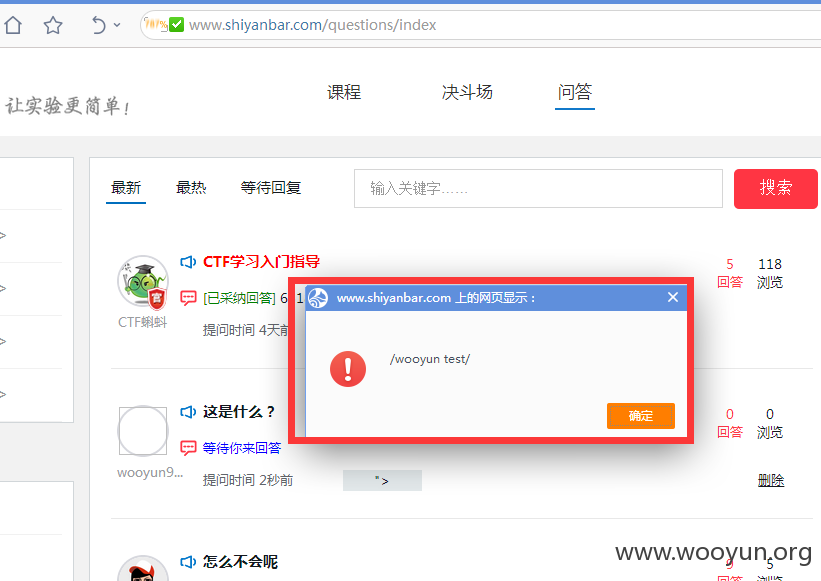 www.shiyanbar.com/questions/index
让实验更简单!
课程 决斗场 问答
最新 最热 等待回复 输入关键字…… 搜索
CTF学习入门指导 5 118
[已采纳回答] 回答 浏览
CTF蝌蚪 提问时间 4天前
www.shiyanbar.com 上的网页显示：
/wooyun test/
确定
这是什么？ 0 0
等待你来回答 回答 浏览
wooyun9... 提问时间 2秒前 "> 删除
怎么不会呢 5
www.wooyun.org
回答 浏览